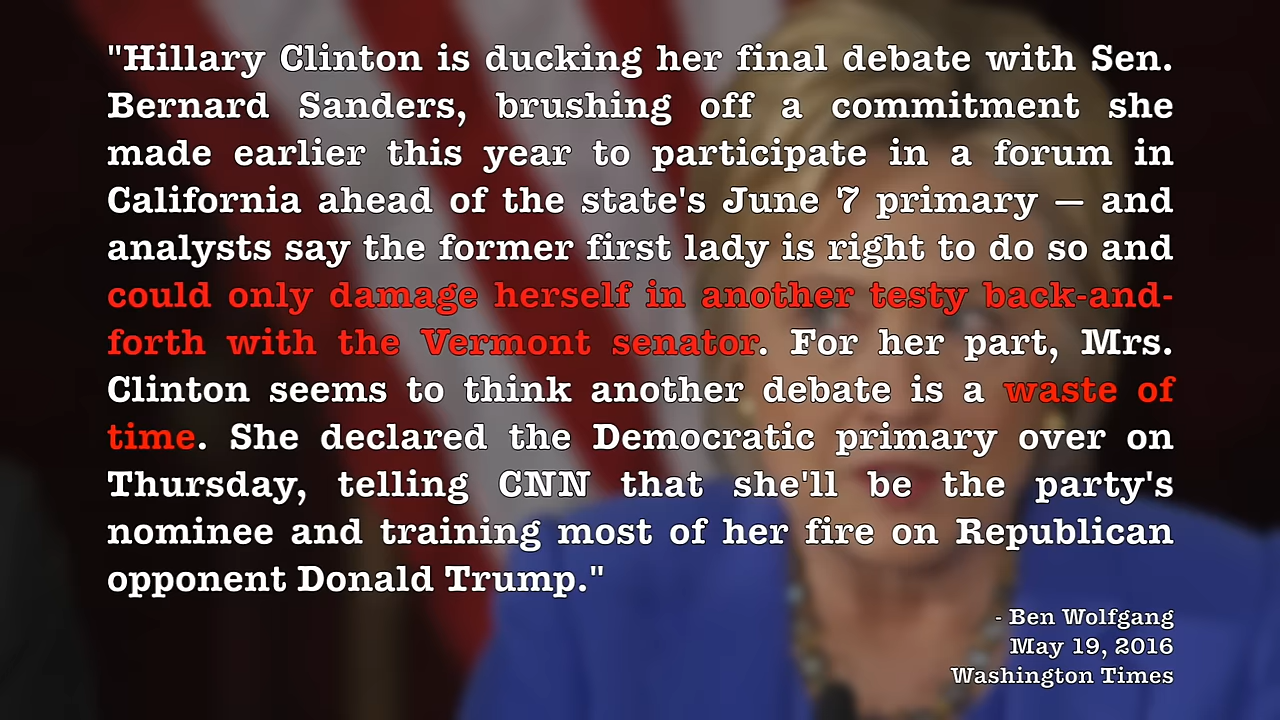 "Hillary Clinton is ducking her final debate with Sen.
Bernard Sanders, brushing off a commitment she
made earlier this year to participate in a forum in
California ahead of the state's June 7 primary — and
analysts say the former first lady is right to do so and
could only damage herself in another testy back-and-
forth with the Vermont senator. For her part, Mrs.
Clinton seems to think another debate is a waste of
time. She declared the Democratic primary over on
Thursday, telling CNN that she'll be the party's
nominee and training most of her fire on Republican
opponent Donald Trump."
- Ben Wolfgang
May 19, 2016
Washington Times